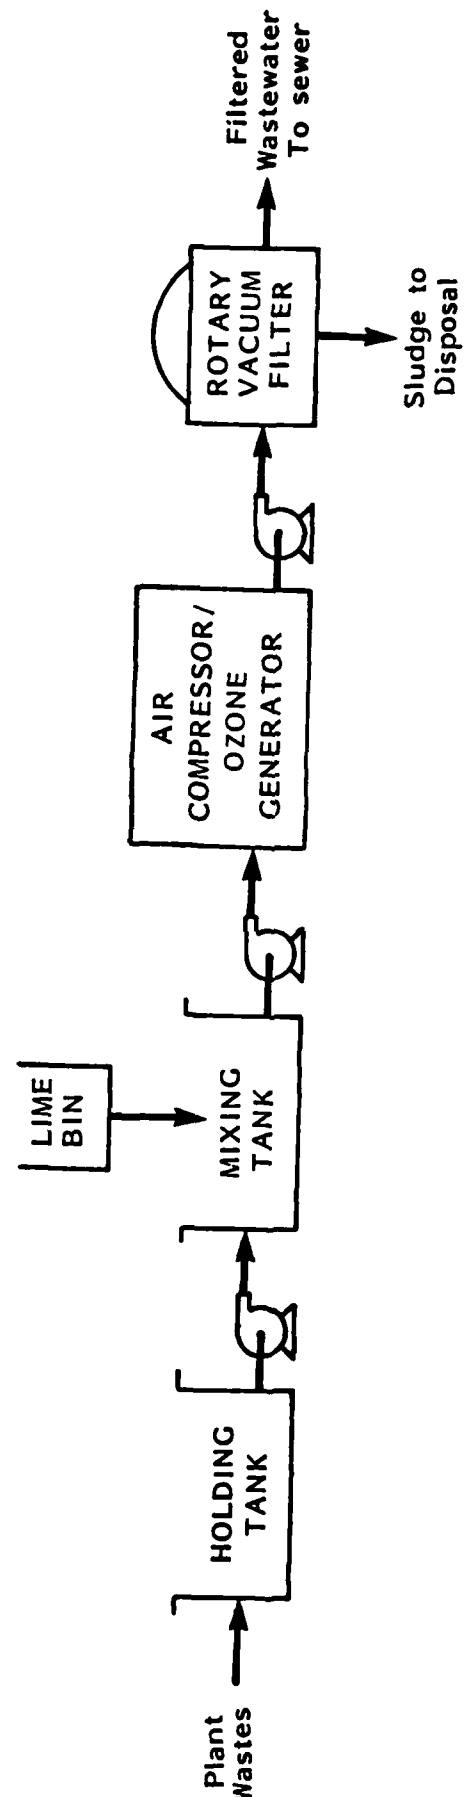 Plant
Wastes
HOLDING
TANK
LIME
BIN
MIXING
TANK
AIR
COMPRESSOR/
OZONE
GENERATOR
ROTARY
VACUUM
FILTER
Filtered
Wastewater
To sewer
Sludge to
Disposal